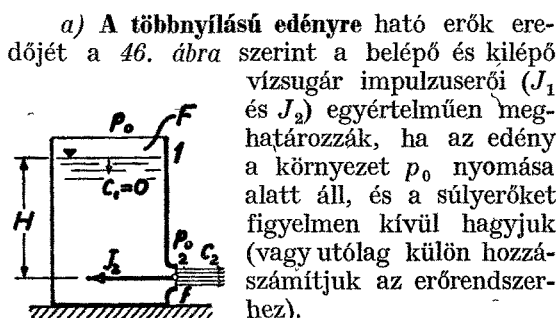 a) A többnyílású edényre ható erők ere-
dőjét a 46. ábra szerint a belépő és kilépő
vízsugár impulzuserői (J₁
és J₂) egyértelműen meg-
határozzák, ha az edény
a környezet p₀ nyomása
alatt áll, és a súlyerőket
figyelmen kívül hagyjuk
(vagy utólag külön hozzá-
számítjuk az erőrendszer-
hez).
p₀
F
1
C₁=0
H
p₀
2
C₂
J₂
f